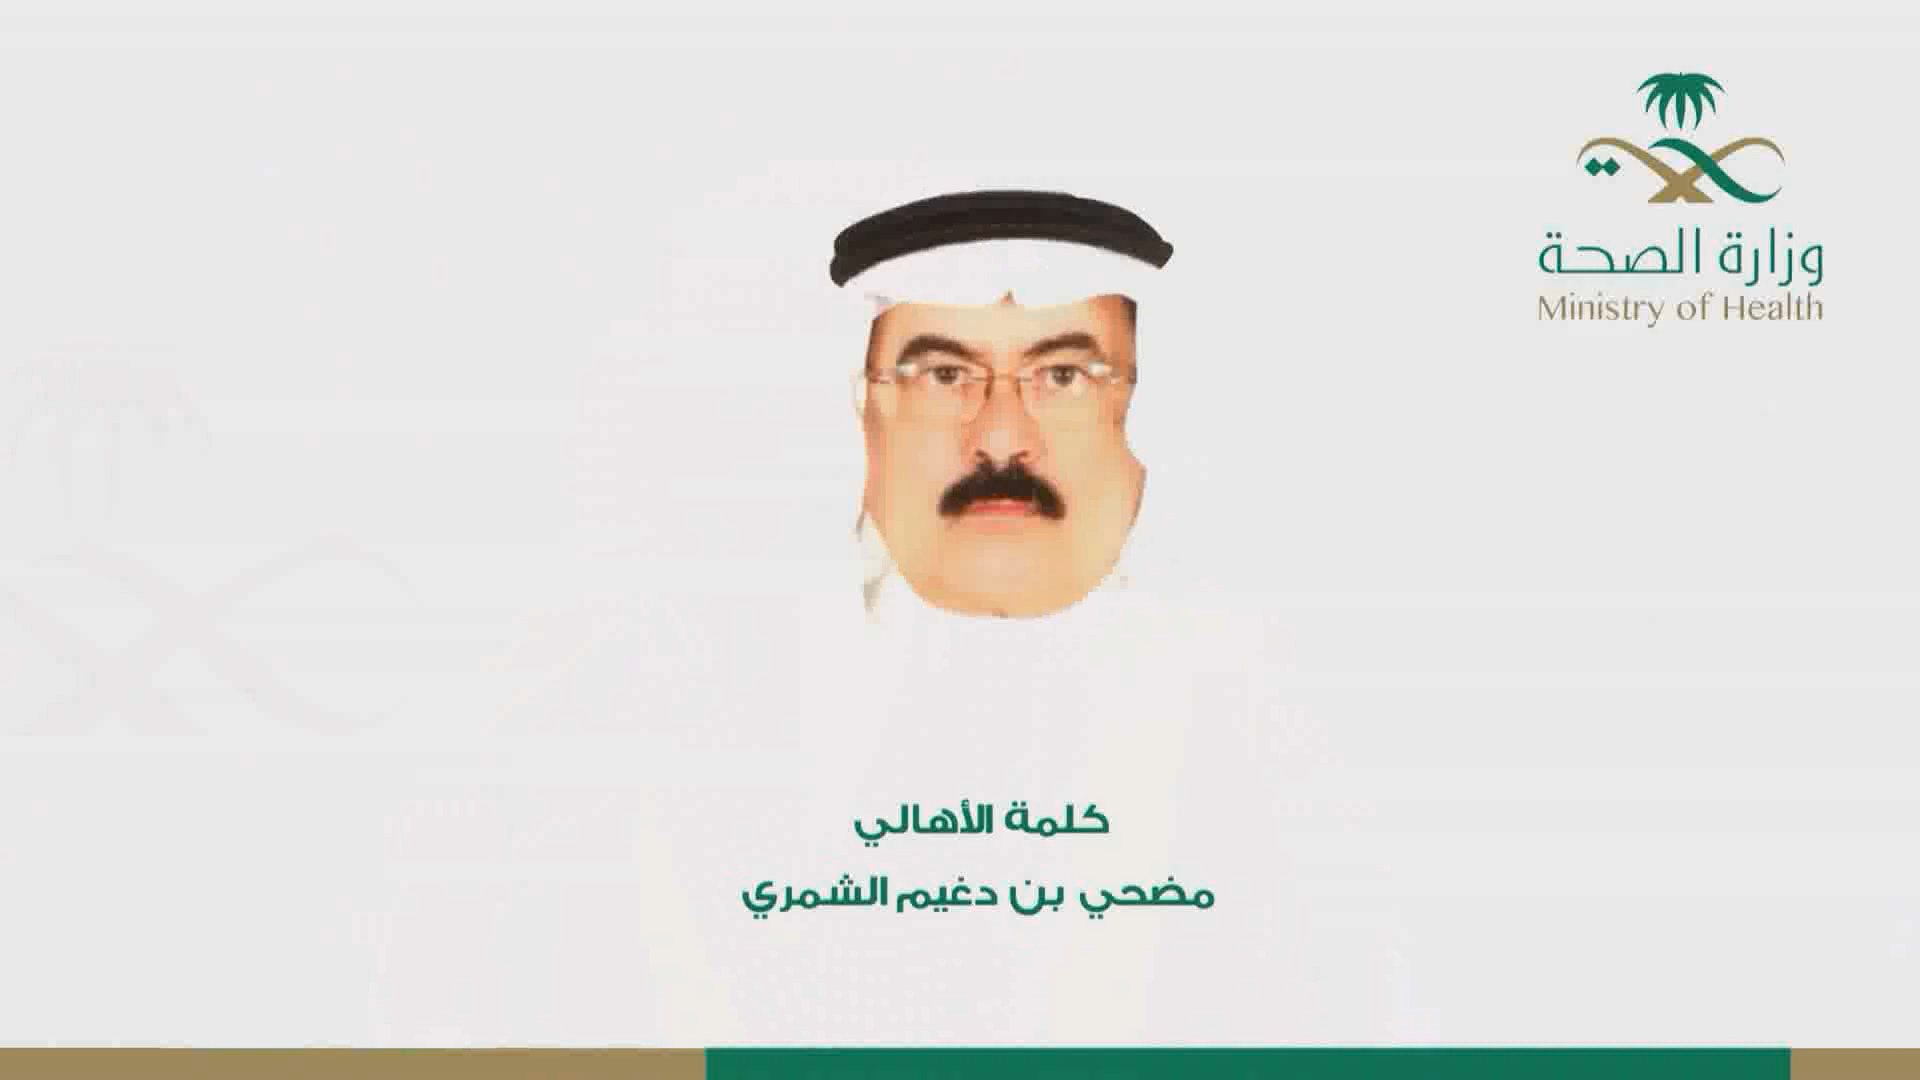 وزارة الصحة
Ministry of Health
كلمة الأهالي
مضحي بن دغيم الشمري